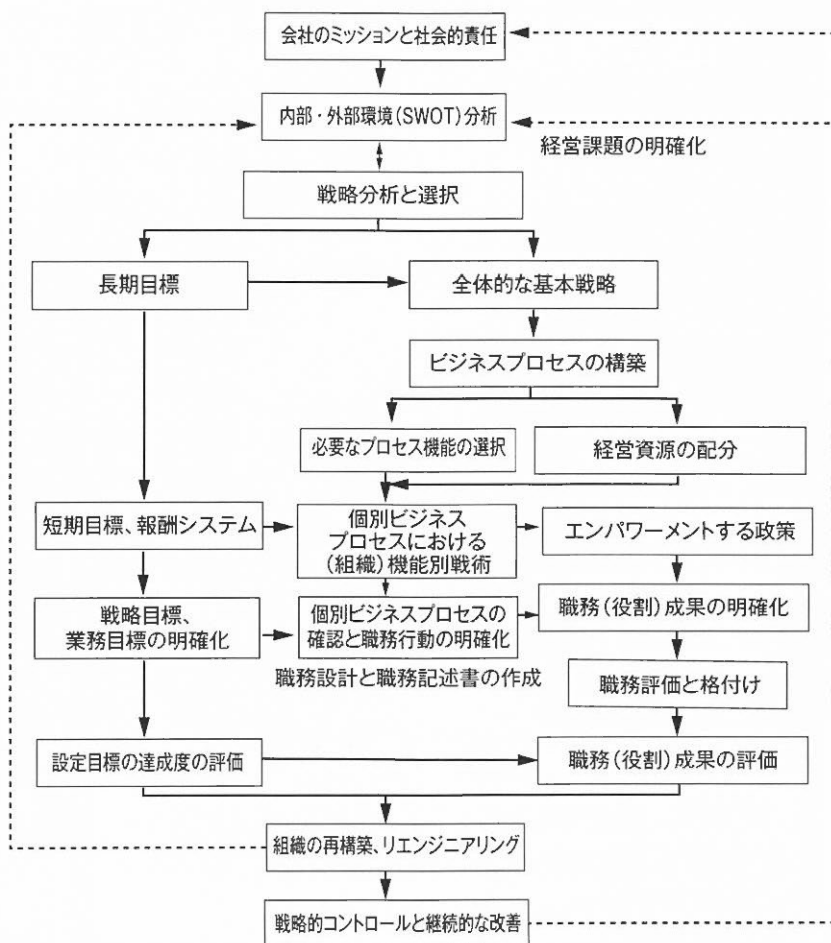 会社のミッションと社会的責任
内部・外部環境(SWOT)分析
経営課題の明確化
戦略分析と選択
長期目標
全体的な基本戦略
ビジネスプロセスの構築
必要なプロセス機能の選択
経営資源の配分
短期目標、報酬システム
個別ビジネス
プロセスにおける
(組織)機能別戦術
エンパワーメントする政策
戦略目標、
業務目標の明確化
個別ビジネスプロセスの
確認と職務行動の明確化
職務(役割)成果の明確化
職務設計と職務記述書の作成
職務評価と格付け
設定目標の達成度の評価
職務(役割)成果の評価
組織の再構築、リエンジニアリング
戦略的コントロールと継続的な改善